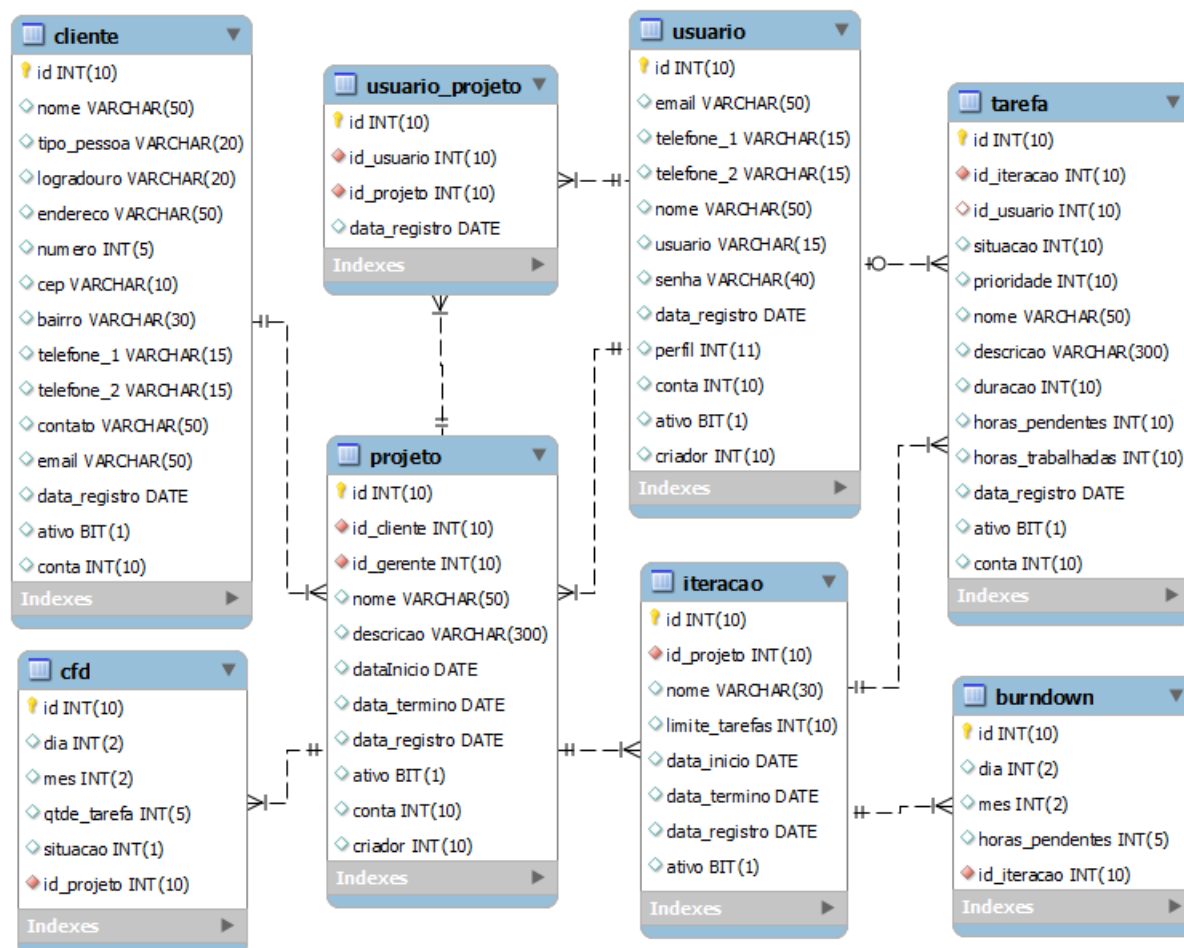 cliente
id INT(10)
nome VARCHAR(50)
tipo_pessoa VARCHAR(20)
logradouro VARCHAR(20)
endereco VARCHAR(50)
numero INT(5)
cep VARCHAR(10)
bairro VARCHAR(30)
telefone_1 VARCHAR(15)
telefone_2 VARCHAR(15)
contato VARCHAR(50)
email VARCHAR(50)
data_registro DATE
ativo BIT(1)
conta INT(10)
Indexes
usuario_projeto
id INT(10)
id_usuario INT(10)
id_projeto INT(10)
data_registro DATE
Indexes
usuario
id INT(10)
email VARCHAR(50)
telefone_1 VARCHAR(15)
telefone_2 VARCHAR(15)
nome VARCHAR(50)
usuario VARCHAR(15)
senha VARCHAR(40)
data_registro DATE
perfil INT(11)
conta INT(10)
ativo BIT(1)
criador INT(10)
Indexes
tarefa
id INT(10)
id_iteracao INT(10)
id_usuario INT(10)
situacao INT(10)
prioridade INT(10)
nome VARCHAR(50)
descricao VARCHAR(300)
duracao INT(10)
horas_pendentes INT(10)
horas_trabalhadas INT(10)
data_registro DATE
ativo BIT(1)
conta INT(10)
Indexes
cfd
id INT(10)
dia INT(2)
mes INT(2)
qtde_tarefa INT(5)
situacao INT(1)
id_projeto INT(10)
Indexes
projeto
id INT(10)
id_cliente INT(10)
id_gerente INT(10)
nome VARCHAR(50)
descricao VARCHAR(300)
dataInicio DATE
data_termino DATE
data_registro DATE
ativo BIT(1)
conta INT(10)
criador INT(10)
Indexes
iteracao
id INT(10)
id_projeto INT(10)
nome VARCHAR(30)
limite_tarefas INT(10)
data_inicio DATE
data_termino DATE
data_registro DATE
ativo BIT(1)
Indexes
burndown
id INT(10)
dia INT(2)
mes INT(2)
horas_pendentes INT(5)
id_iteracao INT(10)
Indexes